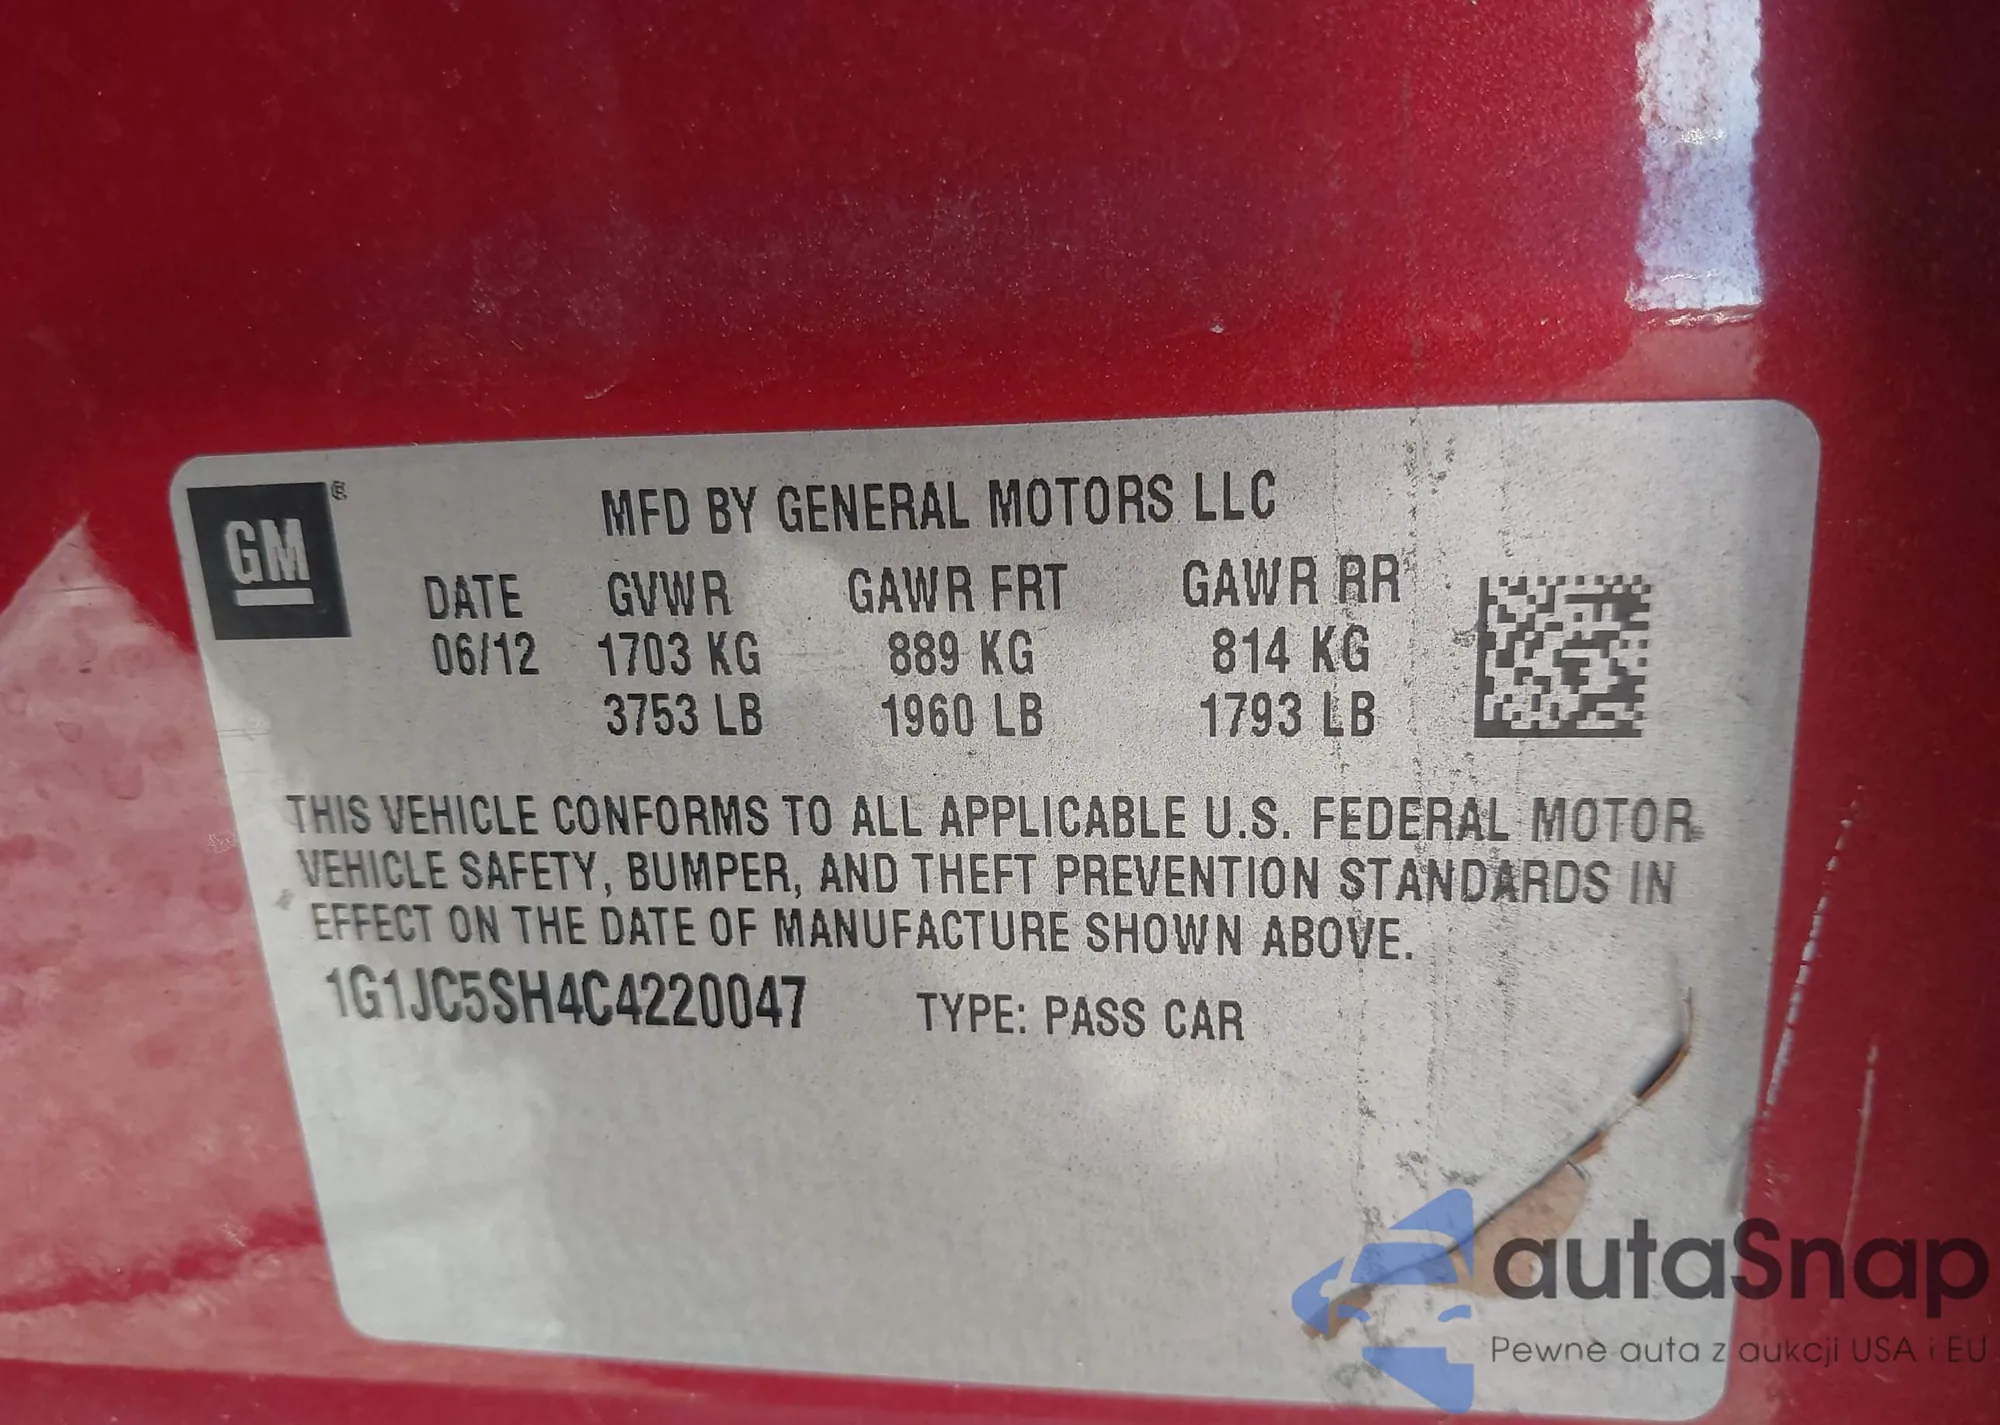 GM ®
MFD BY GENERAL MOTORS LLC
DATE GVWR GAWR FRT GAWR RR
06/12 1703 KG 889 KG 814 KG
3753 LB 1960 LB 1793 LB
THIS VEHICLE CONFORMS TO ALL APPLICABLE U.S. FEDERAL MOTOR
VEHICLE SAFETY, BUMPER, AND THEFT PREVENTION STANDARDS IN
EFFECT ON THE DATE OF MANUFACTURE SHOWN ABOVE.
1G1JC5SH4C4220047 TYPE: PASS CAR
autaSnap
Pewne auta z aukcji USA i EU